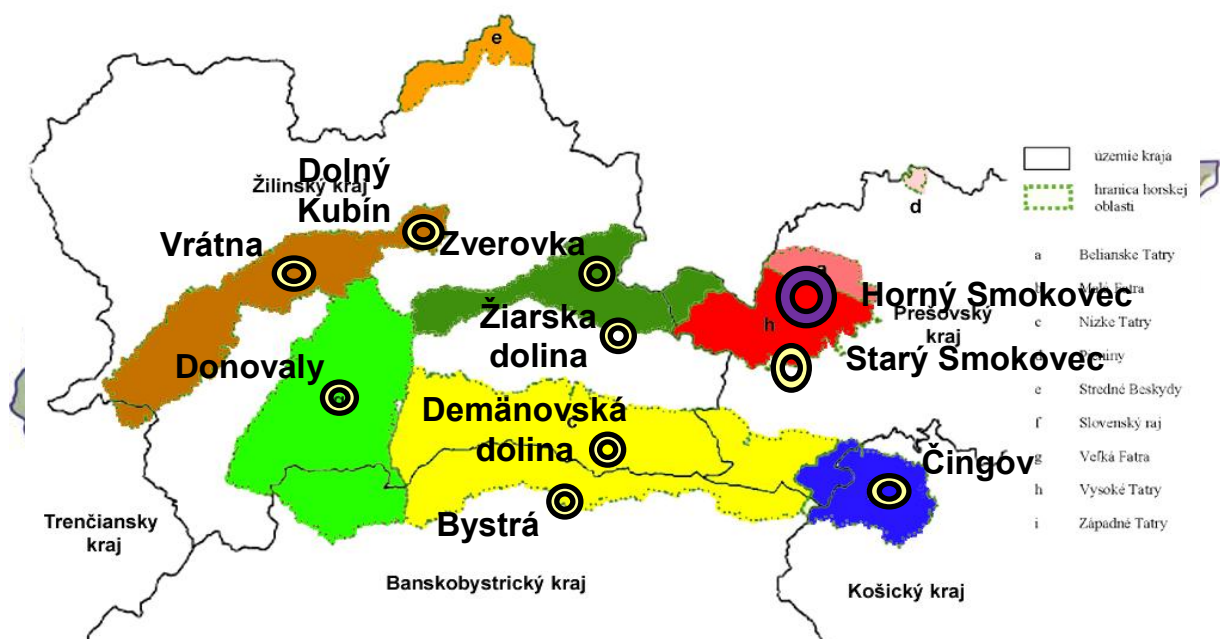 e
Dolný
Žilinský kraj
Kubín
Vrátna
Zverovka
Žiarska
dolina
Donovaly
Demänovská
dolina
c
Bystrá
Trenčiansky
kraj
Banskobystrický kraj
Košický kraj
Čingov
a
h
Horný Smokovec
Prešovský
kraj
Starý Smokovec
d
územie kraja
hranica horskej
oblasti
a Belianske Tatry
Fatra
Nízke Tatry
e Stredné Beskydy
f Slovenský raj
g Veľká Fatra
h Vysoké Tatry
i Západné Tatry